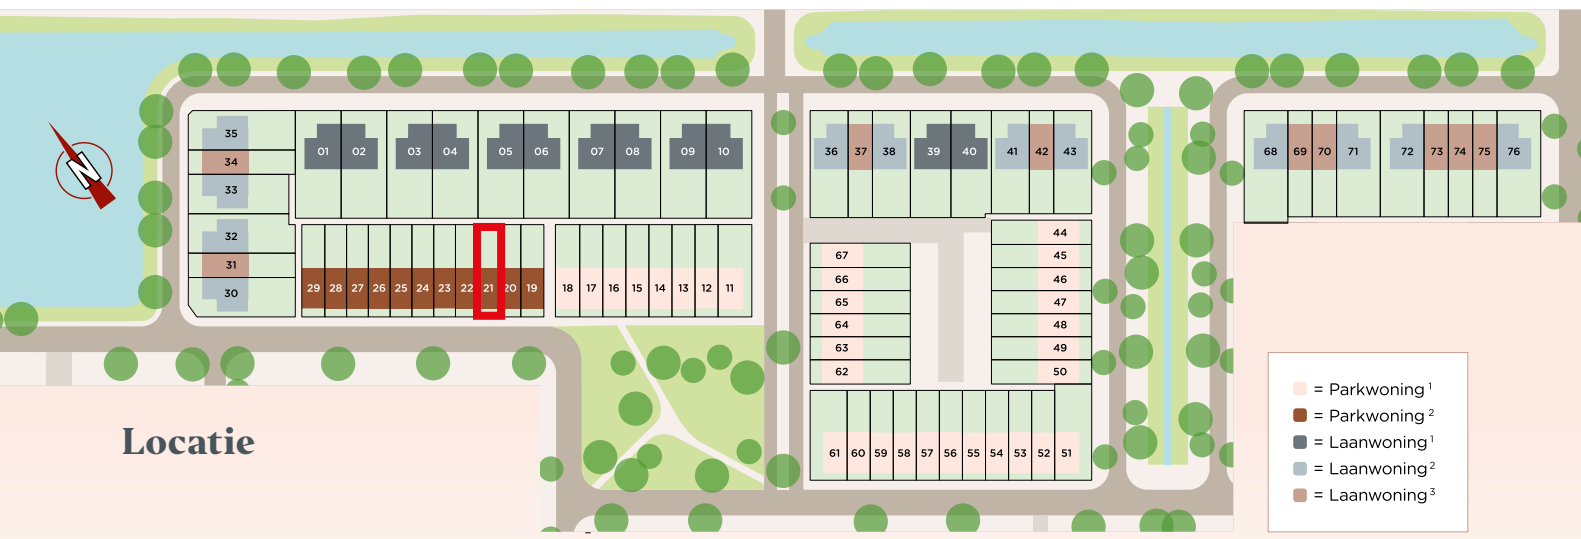 35
34
33
32
31
30
N
01 02 03 04 05 06 07 08 09 10
29 28 27 26 25 24 23 22 21 20 19
18 17 16 15 14 13 12 11
36 37 38 39 40 41 42 43
44
45
46
47
48
49
50
67
66
65
64
63
62
61 60 59 58 57 56 55 54 53 52 51
68 69 70 71 72 73 74 75 76
Locatie
= Parkwoning ¹
= Parkwoning ²
= Laanwoning ¹
= Laanwoning ²
= Laanwoning ³